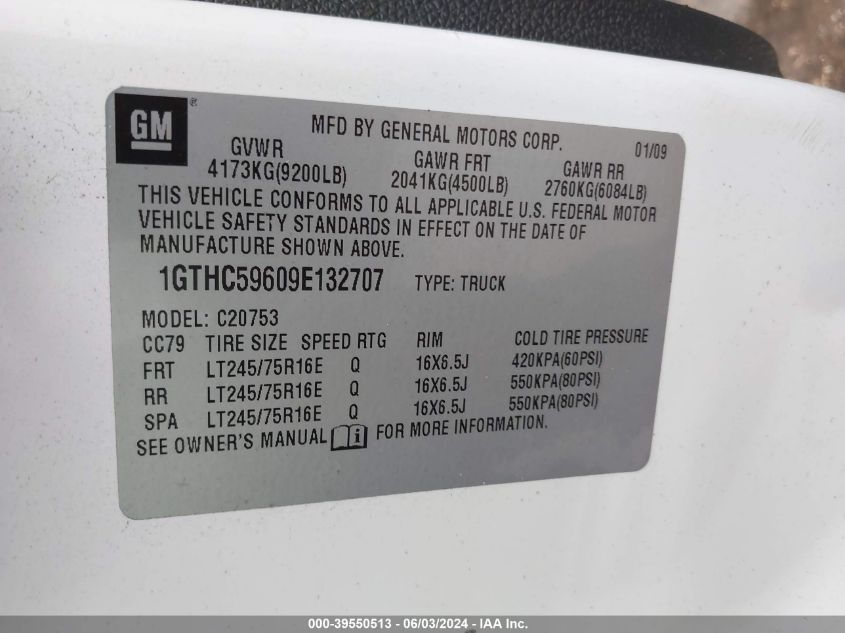 GM ®
MFD BY GENERAL MOTORS CORP. 01/09
GVWR GAWR FRT GAWR RR
4173KG(9200LB) 2041KG(4500LB) 2760KG(6084LB)
THIS VEHICLE CONFORMS TO ALL APPLICABLE U.S. FEDERAL MOTOR
VEHICLE SAFETY STANDARDS IN EFFECT ON THE DATE OF
MANUFACTURE SHOWN ABOVE.
1GTHC59609E132707 TYPE: TRUCK
MODEL: C20753
CC79 TIRE SIZE SPEED RTG RIM COLD TIRE PRESSURE
FRT LT245/75R16E Q 16X6.5J 420KPA(60PSI)
RR LT245/75R16E Q 16X6.5J 550KPA(80PSI)
SPA LT245/75R16E Q 16X6.5J 550KPA(80PSI)
SEE OWNER'S MANUAL i FOR MORE INFORMATION.
000-39550513 - 06/03/2024 - IAA Inc.